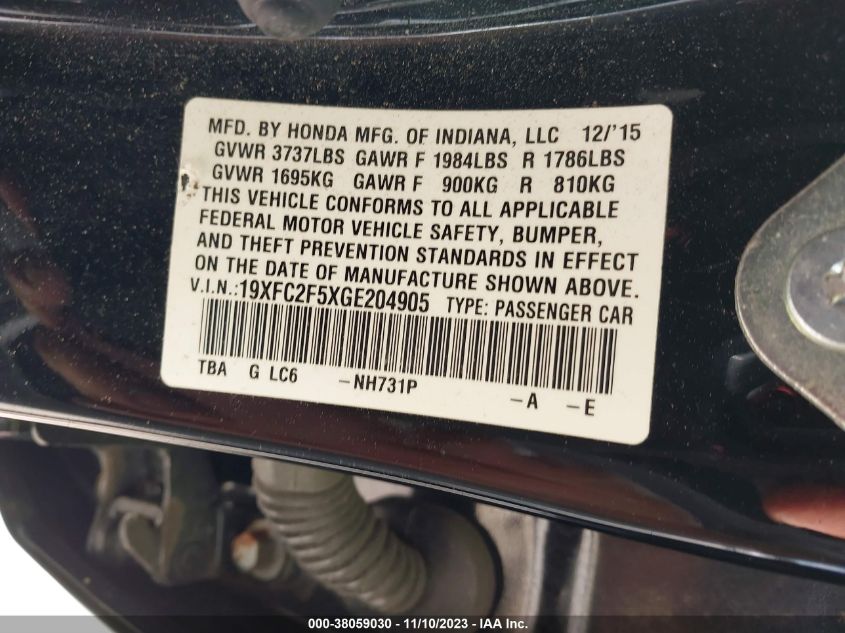 MFD. BY HONDA MFG. OF INDIANA, LLC 12/'15
GVWR 3737LBS GAWR F 1984LBS R 1786LBS
GVWR 1695KG GAWR F 900KG R 810KG
THIS VEHICLE CONFORMS TO ALL APPLICABLE
FEDERAL MOTOR VEHICLE SAFETY, BUMPER,
AND THEFT PREVENTION STANDARDS IN EFFECT
ON THE DATE OF MANUFACTURE SHOWN ABOVE.
V.I.N.:19XFC2F5XGE204905 TYPE: PASSENGER CAR
TBA G LC6 -NH731P -A -E
000-38059030 - 11/10/2023 - IAA Inc.